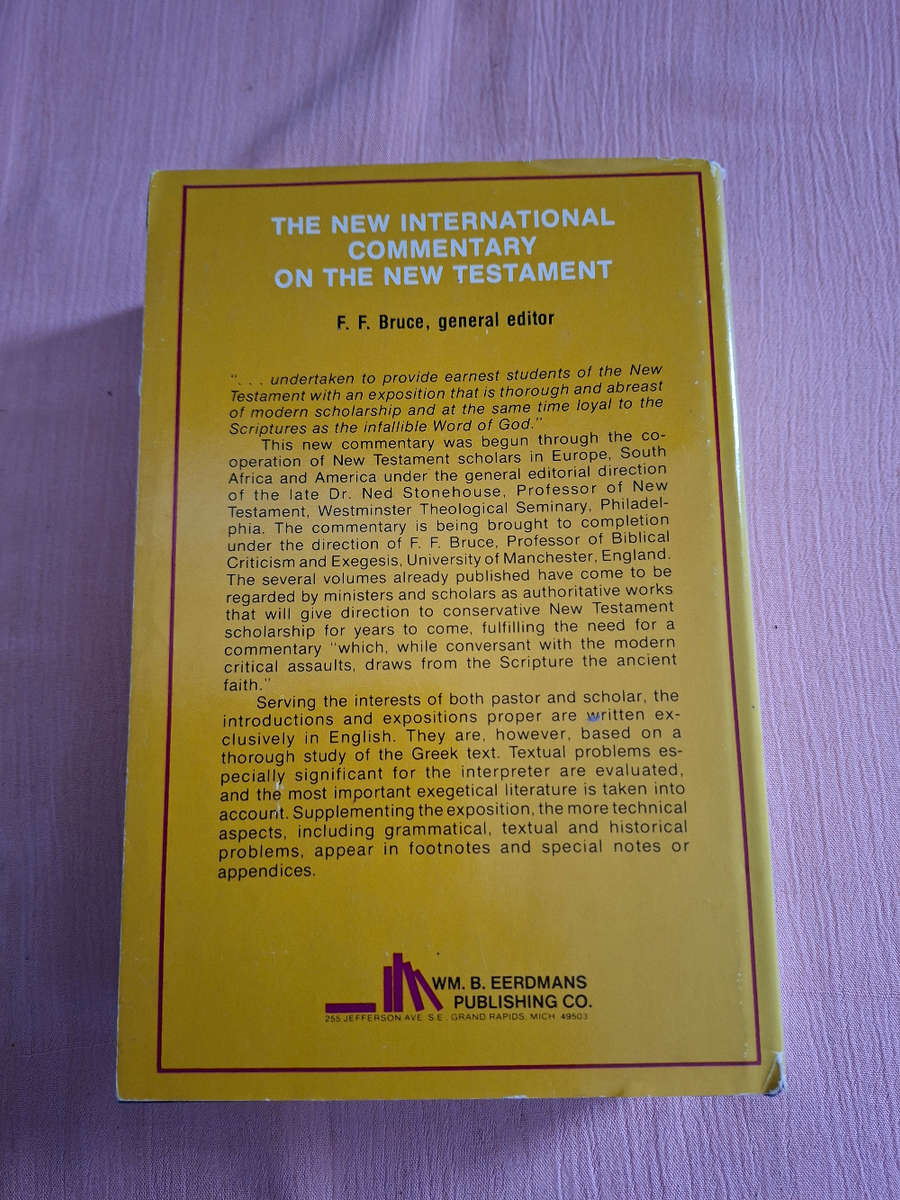 THE NEW INTERNATIONAL
COMMENTARY
ON THE NEW TESTAMENT
F. F. Bruce, general editor
". . . undertaken to provide earnest students of the New
Testament with an exposition that is thorough and abreast
of modern scholarship and at the same time loyal to the
Scriptures as the infallible Word of God."
This new commentary was begun through the co-
operation of New Testament scholars in Europe, South
Africa and America under the general editorial direction
of the late Dr. Ned Stonehouse, Professor of New
Testament, Westminster Theological Seminary, Philadel-
phia. The commentary is being brought to completion
under the direction of F. F. Bruce, Professor of Biblical
Criticism and Exegesis, University of Manchester, England.
The several volumes already published have come to be
regarded by ministers and scholars as authoritative works
that will give direction to conservative New Testament
scholarship for years to come, fulfilling the need for a
commentary "which, while conversant with the modern
critical assaults, draws from the Scripture the ancient
faith."
Serving the interests of both pastor and scholar, the
introductions and expositions proper are written ex-
clusively in English. They are, however, based on a
thorough study of the Greek text. Textual problems es-
pecially significant for the interpreter are evaluated,
and the most important exegetical literature is taken into
account. Supplementing the exposition, the more technical
aspects, including grammatical, textual and historical
problems, appear in footnotes and special notes or
appendices.
WM. B. EERDMANS
PUBLISHING CO.
255 JEFFERSON AVE. S.E. GRAND RAPIDS, MICH. 49503